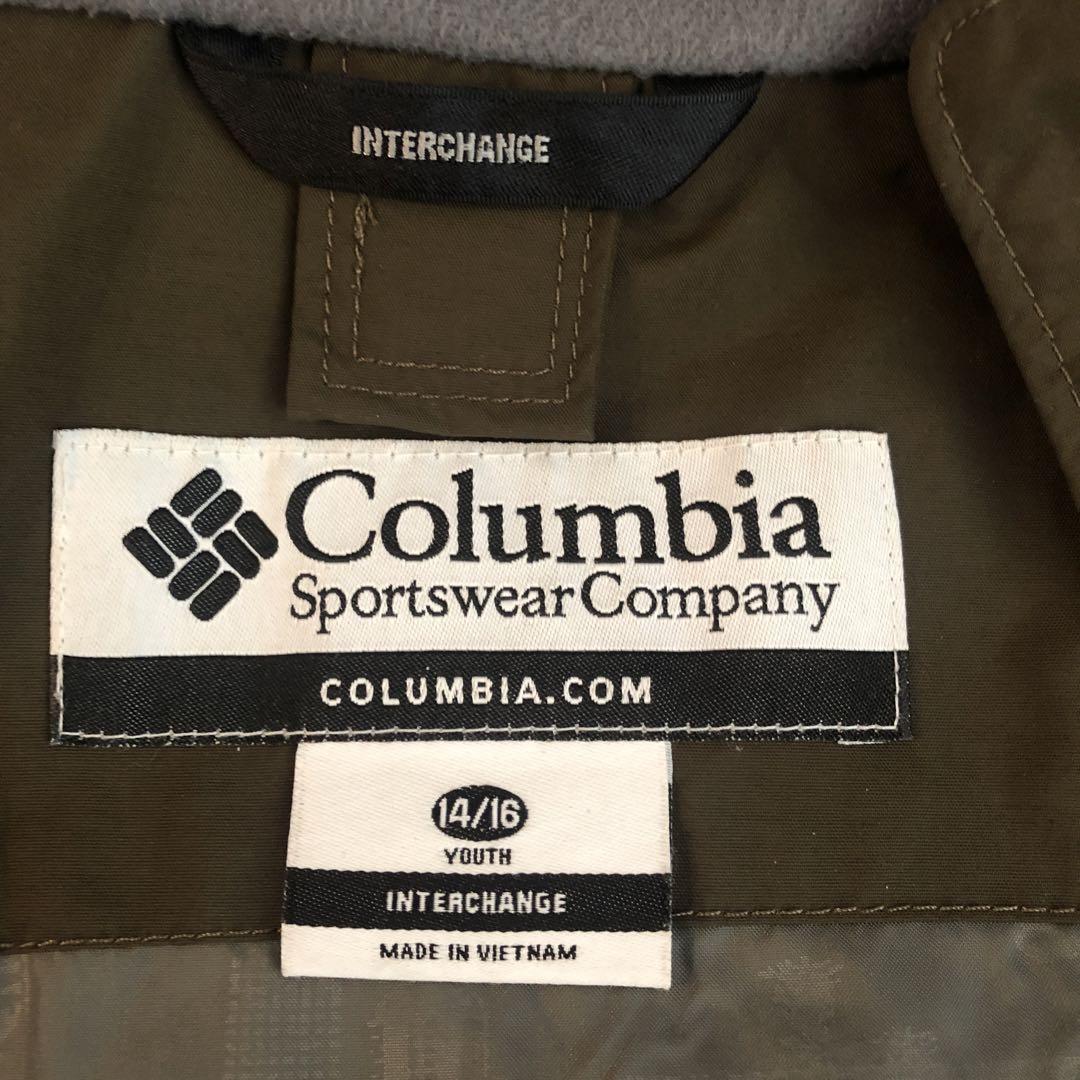 INTERCHANGE
Columbia
Sportswear Company
COLUMBIA.COM
14/16
YOUTH
INTERCHANGE
MADE IN VIETNAM